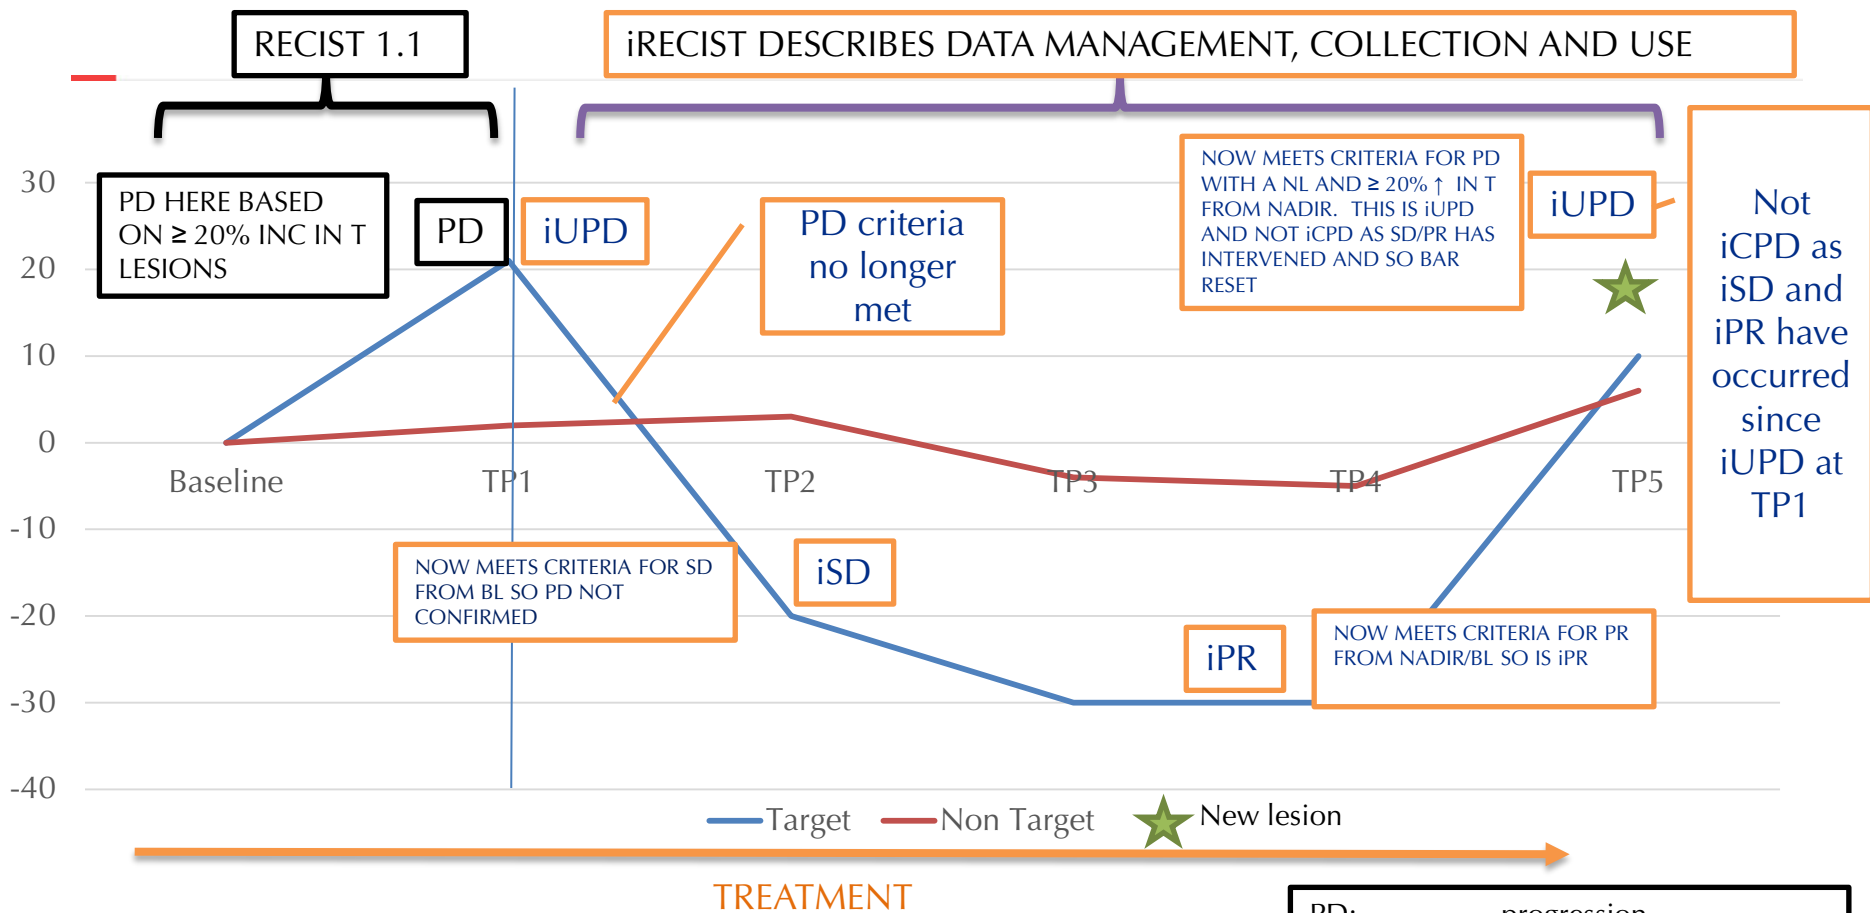 RECIST 1.1
iRECIST DESCRIBES DATA MANAGEMENT, COLLECTION AND USE
30
20
10
0
-10
-20
-30
-40
PD HERE BASED
ON ≥ 20% INC IN T
LESIONS
PD
iUPD
PD criteria
no longer
met
NOW MEETS CRITERIA FOR PD
WITH A NL AND ≥ 20% ↑ IN T
FROM NADIR. THIS IS iUPD
AND NOT iCPD AS SD/PR HAS
INTERVENED AND SO BAR
RESET
iUPD
Not
iCPD as
iSD and
iPR have
occurred
since
iUPD at
TP1
Baseline
TP1
TP2
TP3
TP4
TP5
NOW MEETS CRITERIA FOR SD
FROM BL SO PD NOT
CONFIRMED
iSD
iPR
NOW MEETS CRITERIA FOR PR
FROM NADIR/BL SO IS iPR
Target
Non Target
New lesion
TREATMENT
PD: progression